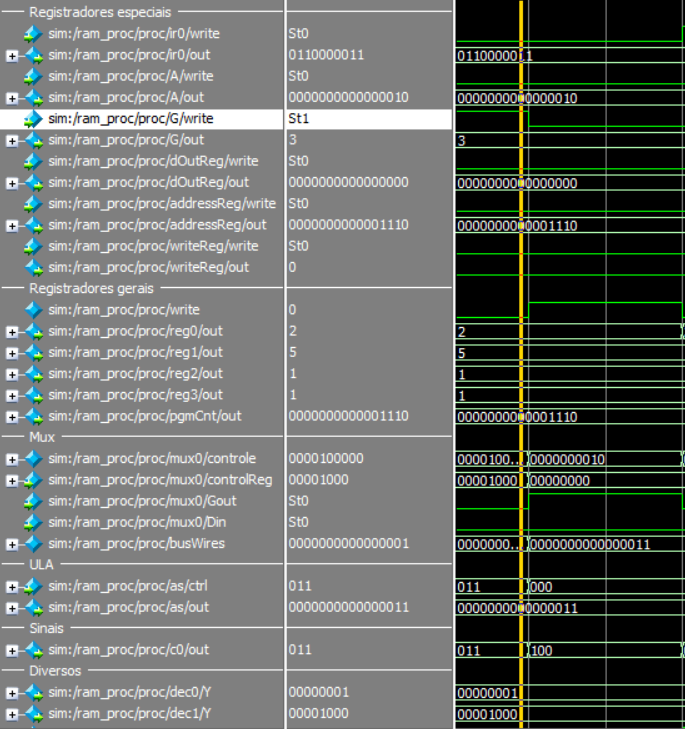 Registradores especiais
sim:/ram_proc/proc/ir0/write St0
sim:/ram_proc/proc/ir0/out 0110000011 0110000011
sim:/ram_proc/proc/A/write St0
sim:/ram_proc/proc/A/out 0000000000000010 0000000000000010
sim:/ram_proc/proc/G/write St1
sim:/ram_proc/proc/G/out 3 3
sim:/ram_proc/proc/dOutReg/write St0
sim:/ram_proc/proc/dOutReg/out 0000000000000000 0000000000000000
sim:/ram_proc/proc/addressReg/write St0
sim:/ram_proc/proc/addressReg/out 0000000000001110 0000000000001110
sim:/ram_proc/proc/writeReg/write St0
sim:/ram_proc/proc/writeReg/out 0
Registradores gerais
sim:/ram_proc/proc/write 0
sim:/ram_proc/proc/reg0/out 2 2
sim:/ram_proc/proc/reg1/out 5 5
sim:/ram_proc/proc/reg2/out 1 1
sim:/ram_proc/proc/reg3/out 1 1
sim:/ram_proc/proc/pgmCnt/out 0000000000001110 0000000000001110
Mux
sim:/ram_proc/proc/mux0/controle 0000100000 0000100... 0000000010
sim:/ram_proc/proc/mux0/controlReg 00001000 00001000 00000000
sim:/ram_proc/proc/mux0/Gout St0
sim:/ram_proc/proc/mux0/Din St0
sim:/ram_proc/proc/busWires 0000000000000001 0000000... 0000000000000011
ULA
sim:/ram_proc/proc/as/ctrl 011 011 000
sim:/ram_proc/proc/as/out 0000000000000011 0000000000000011
Sinais
sim:/ram_proc/proc/c0/out 011 011 100
Diversos
sim:/ram_proc/proc/dec0/Y 00000001 00000001
sim:/ram_proc/proc/dec1/Y 00001000 00001000